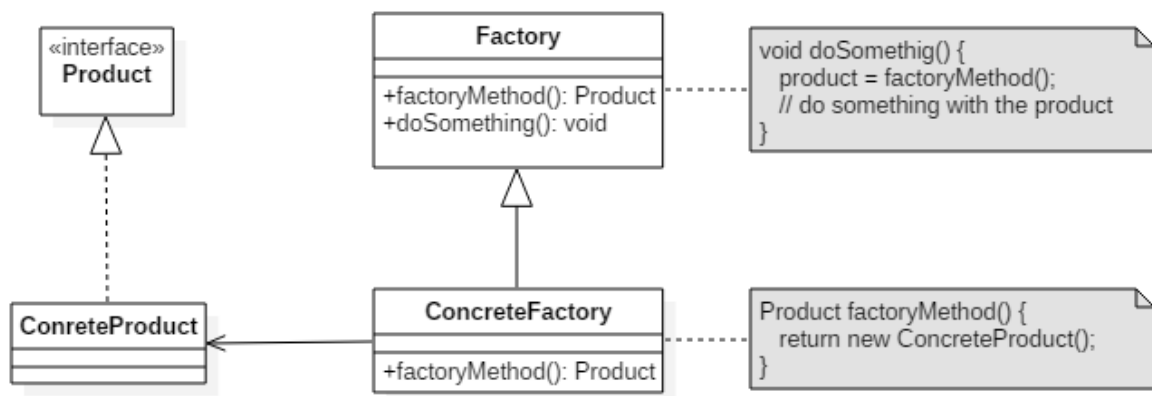 «interface»
Product
Factory
+factoryMethod(): Product
+doSomething(): void
void doSomethig() {
product = factoryMethod();
// do something with the product
}
ConreteProduct
ConcreteFactory
+factoryMethod(): Product
Product factoryMethod() {
return new ConcreteProduct();
}